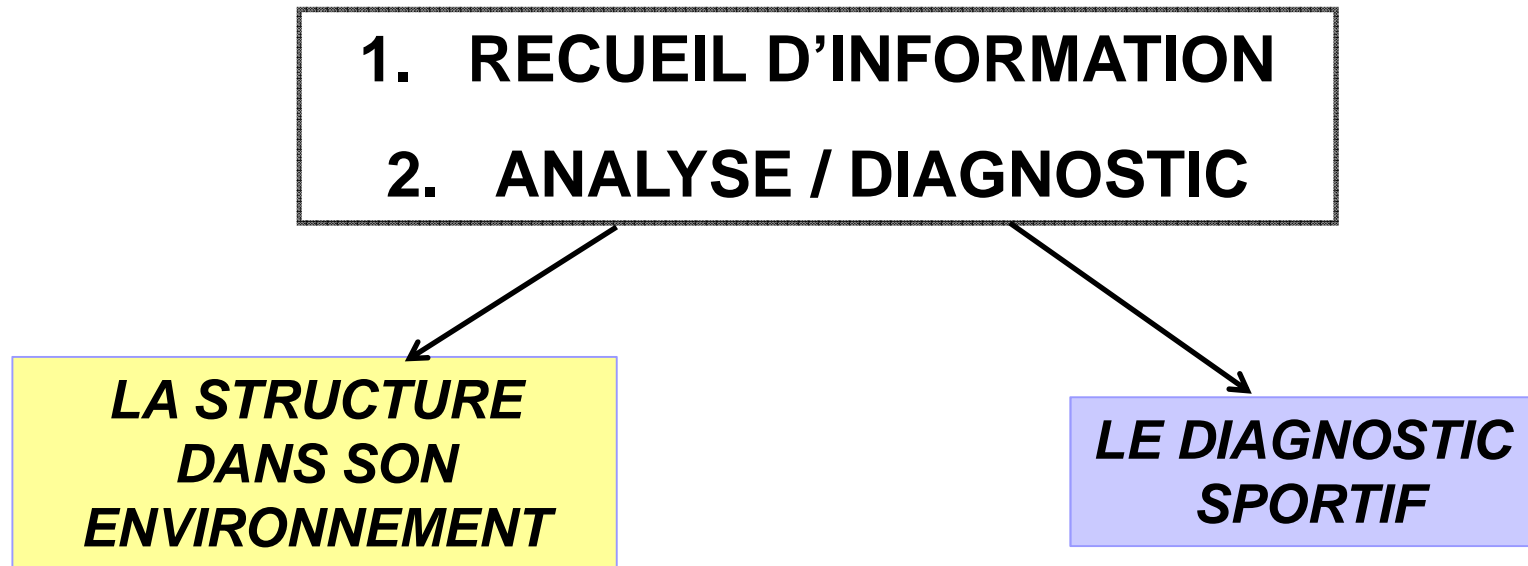 1. RECUEIL D’INFORMATION
2. ANALYSE / DIAGNOSTIC
LA STRUCTURE
DANS SON
ENVIRONNEMENT
LE DIAGNOSTIC
SPORTIF